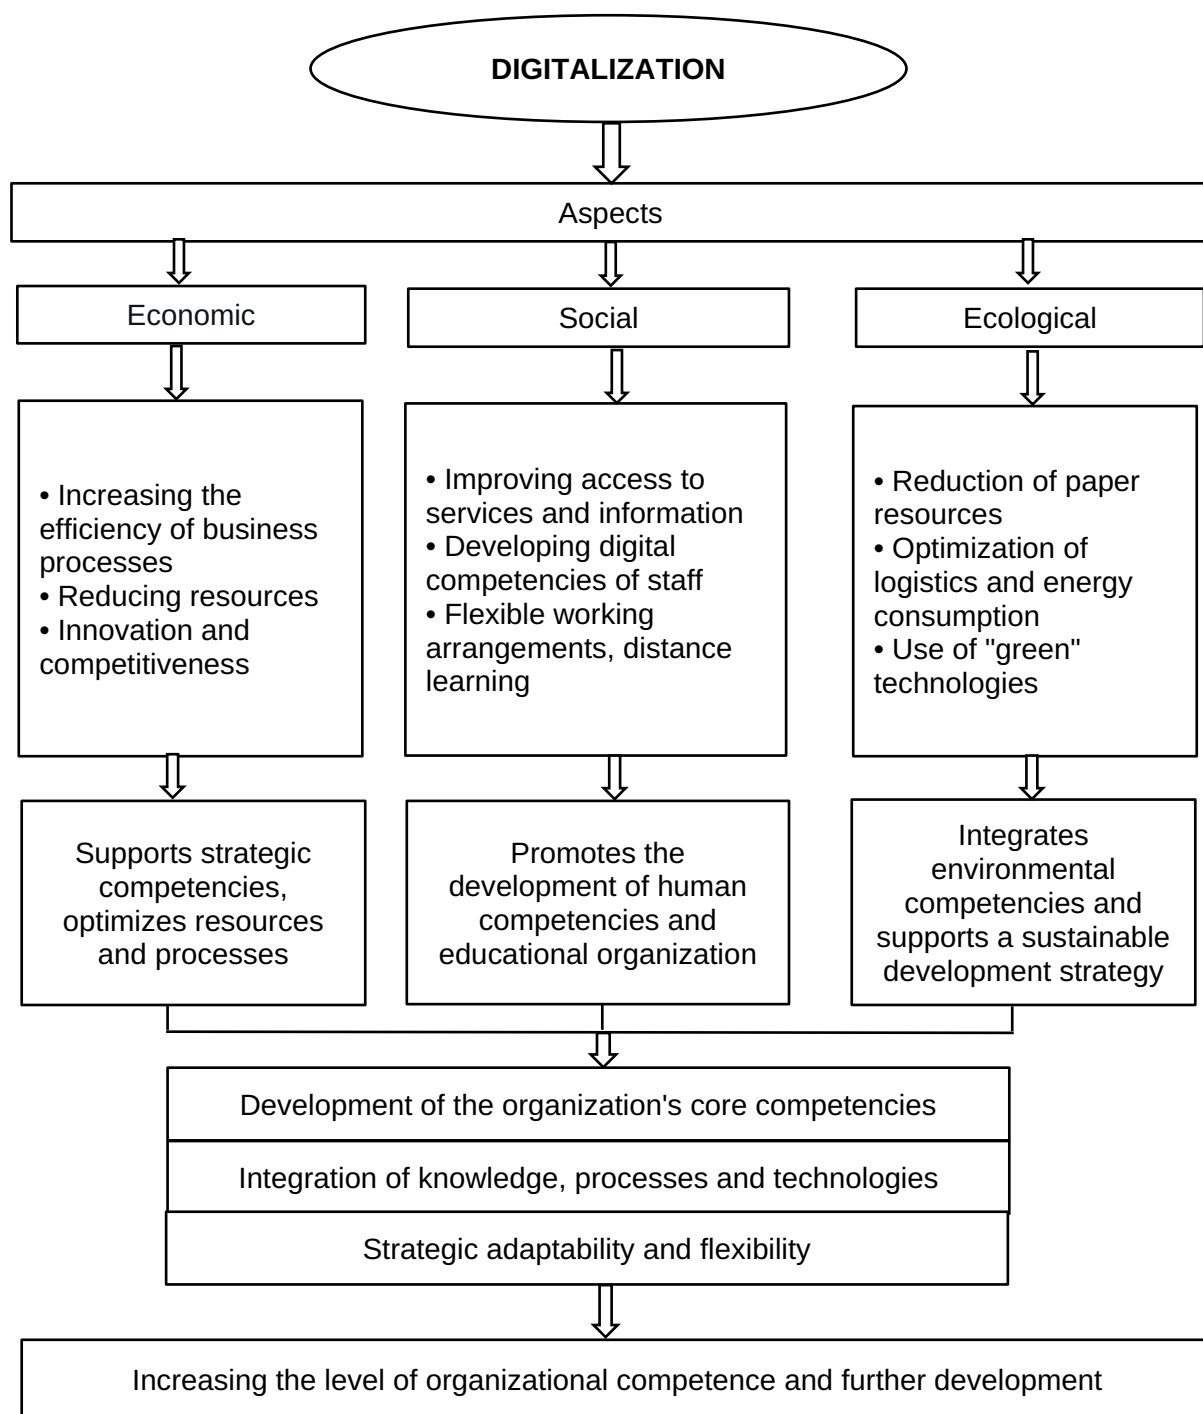 DIGITALIZATION
Aspects
Economic
Social
Ecological
• Increasing the
efficiency of business
processes
• Reducing resources
• Innovation and
competitiveness
• Improving access to
services and information
• Developing digital
competencies of staff
• Flexible working
arrangements, distance
learning
• Reduction of paper
resources
• Optimization of
logistics and energy
consumption
• Use of "green"
technologies
Supports strategic
competencies,
optimizes resources
and processes
Promotes the
development of human
competencies and
educational organization
Integrates
environmental
competencies and
supports a sustainable
development strategy
Development of the organization's core competencies
Integration of knowledge, processes and technologies
Strategic adaptability and flexibility
Increasing the level of organizational competence and further development